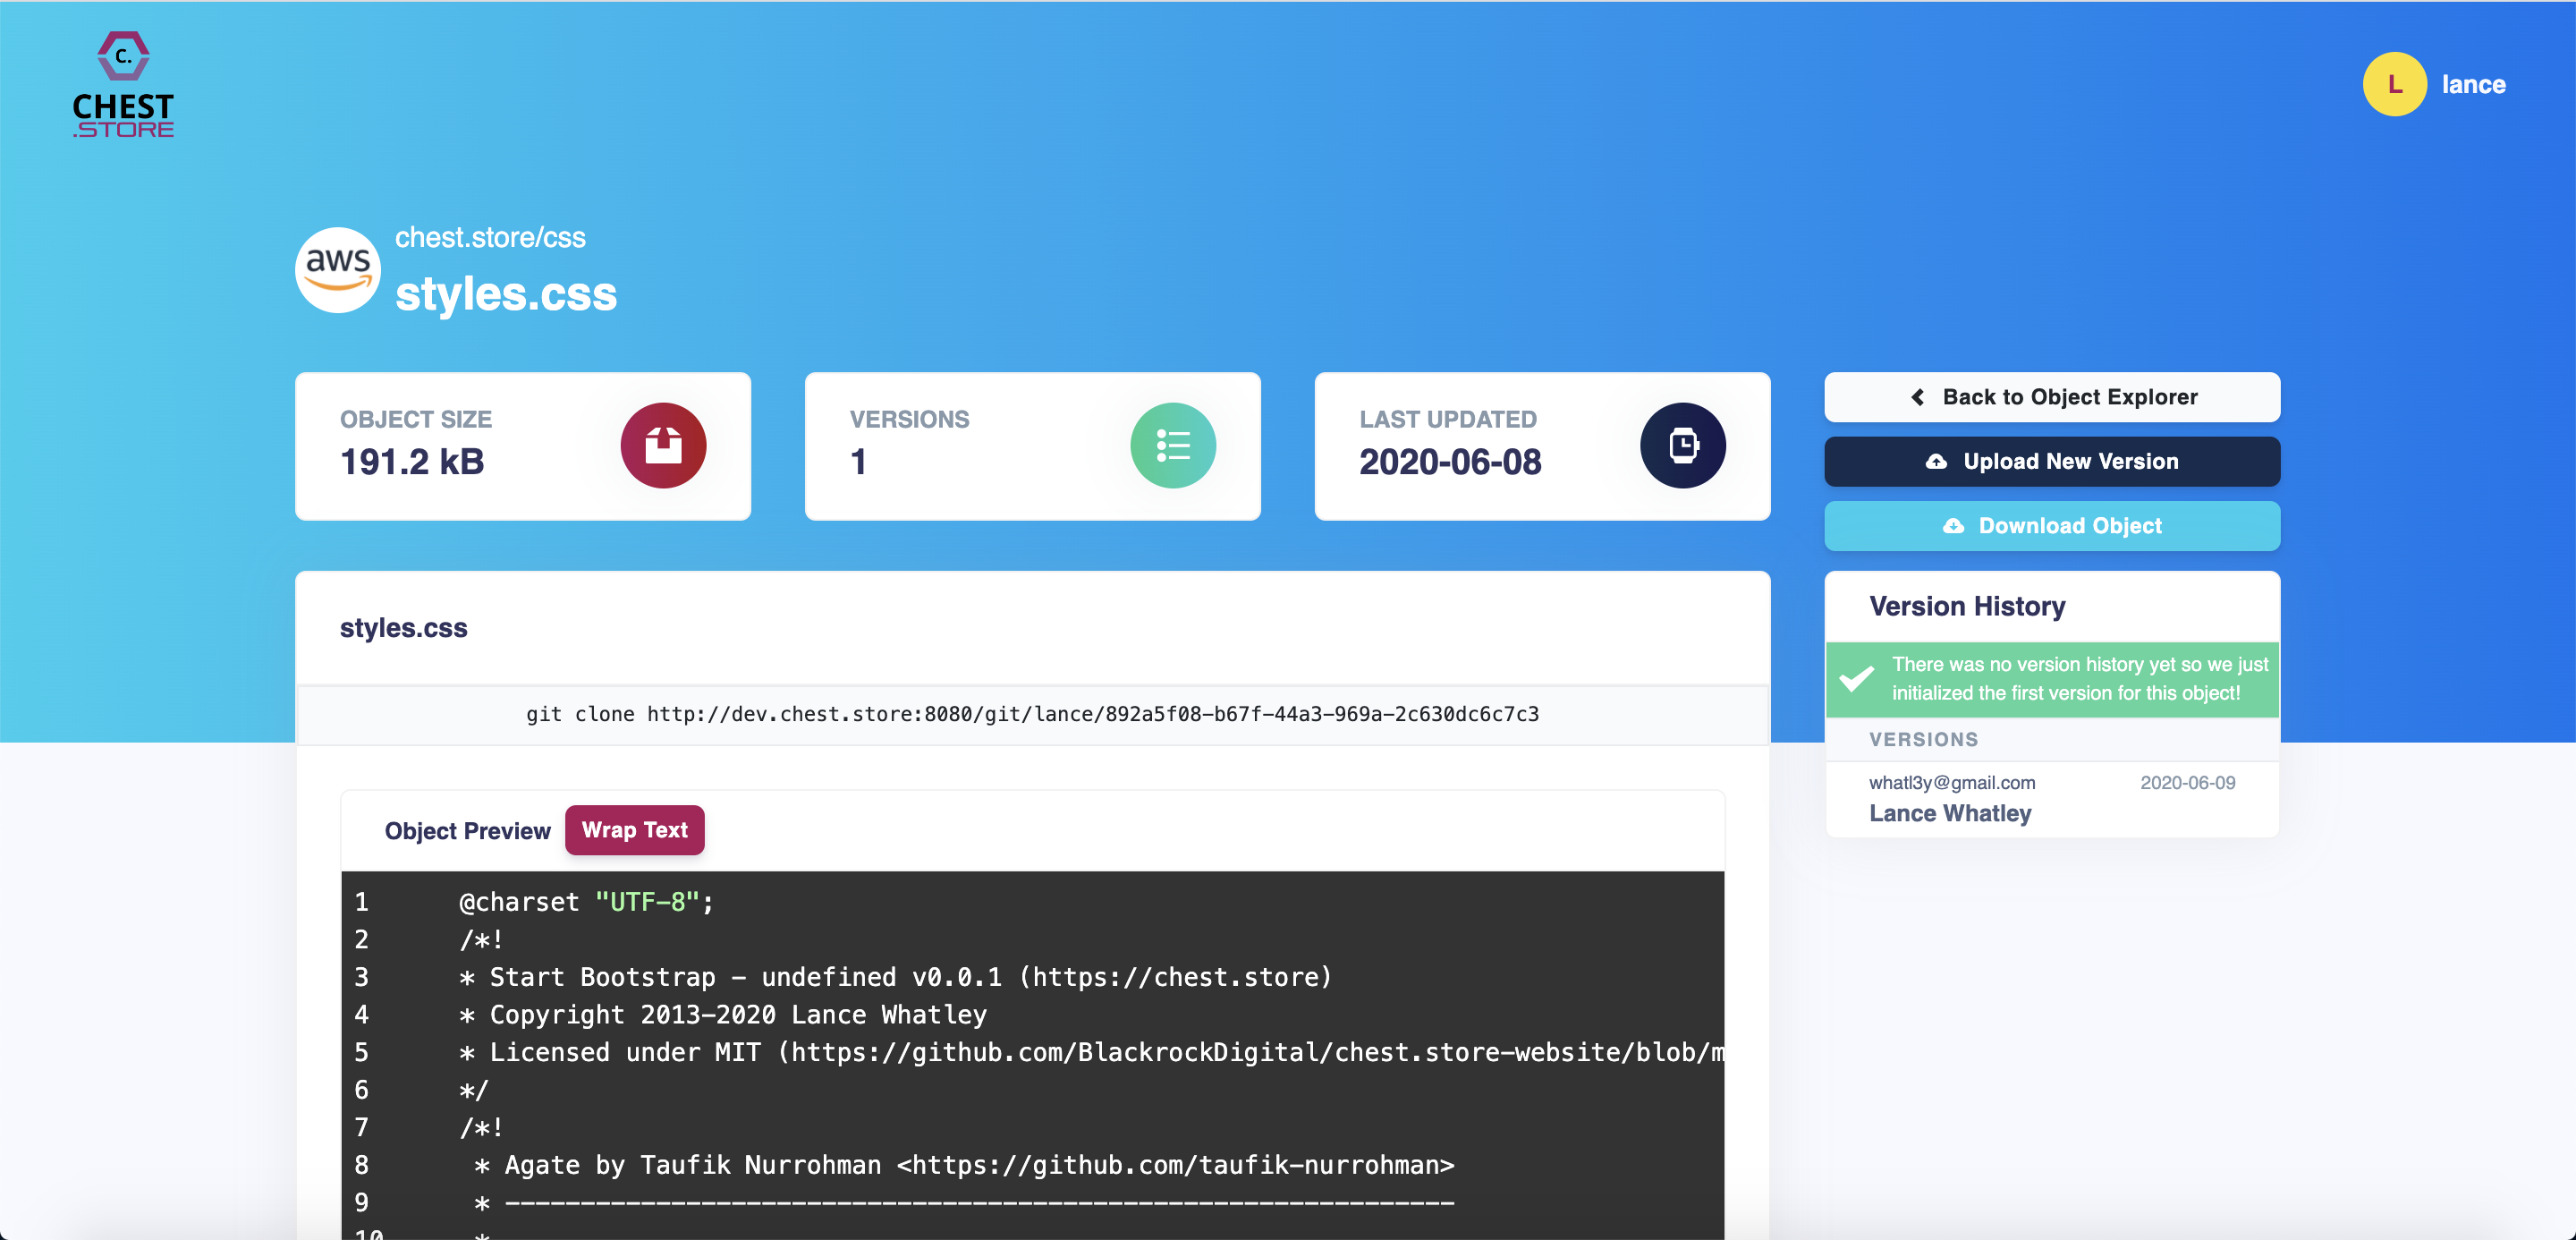 C.
CHEST
.STORE
L
lance
aws
chest.store/css
styles.css
OBJECT SIZE
191.2 kB
VERSIONS
1
LAST UPDATED
2020-06-08
Back to Object Explorer
Upload New Version
Download Object
styles.css
git clone http://dev.chest.store:8080/git/lance/892a5f08-b67f-44a3-969a-2c630dc6c7c3
Object Preview
Wrap Text
1 @charset "UTF-8";
2 /*!
3 * Start Bootstrap - undefined v0.0.1 (https://chest.store)
4 * Copyright 2013-2020 Lance Whatley
5 * Licensed under MIT (https://github.com/BlackrockDigital/chest.store-website/blob/m
6 */
7 /*!
8 * Agate by Taufik Nurrohman <https://github.com/taufik-nurrohman>
9 * ---------------------------------------------------------------
10 *
Version History
There was no version history yet so we just
initialized the first version for this object!
VERSIONS
whatl3y@gmail.com 2020-06-09
Lance Whatley